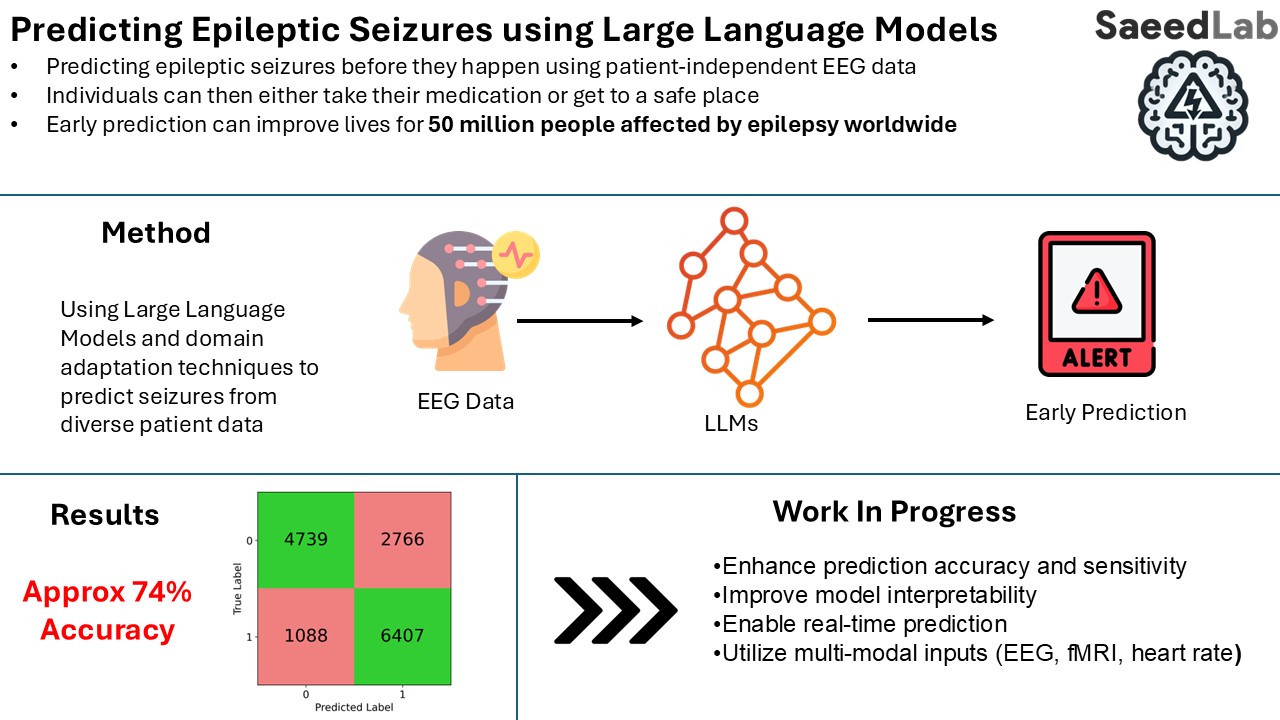 Predicting Epileptic Seizures using Large Language Models
SaeedLab
• Predicting epileptic seizures before they happen using patient-independent EEG data
• Individuals can then either take their medication or get to a safe place
• Early prediction can improve lives for 50 million people affected by epilepsy worldwide
Method
Using Large Language
Models and domain
adaptation techniques to
predict seizures from
diverse patient data
EEG Data
LLMs
ALERT
Early Prediction
Results
Approx 74%
Accuracy
True Label
0
4739 2766
1
1088 6407
0 1
Predicted Label
Work In Progress
•Enhance prediction accuracy and sensitivity
•Improve model interpretability
•Enable real-time prediction
•Utilize multi-modal inputs (EEG, fMRI, heart rate)